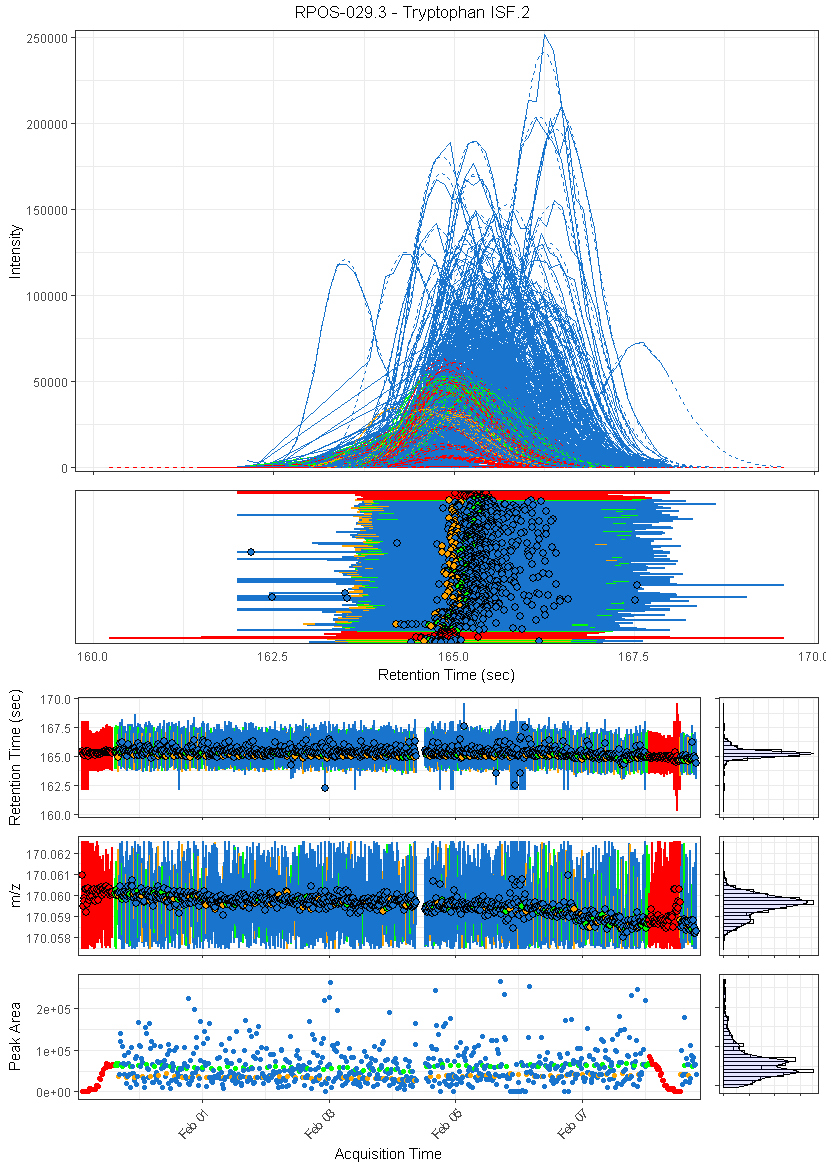 RPOS-029.3 - Tryptophan ISF.2
250000
200000
150000
100000
50000
0
Intensity
160.0 162.5 165.0 167.5 170.0
Retention Time (sec)
170.0
167.5
165.0
162.5
160.0
Retention Time (sec)
170.062
170.061
170.060
170.059
170.058
m/z
2e+05
1e+05
0e+00
Peak Area
Feb 01 Feb 03 Feb 05 Feb 07
Acquisition Time